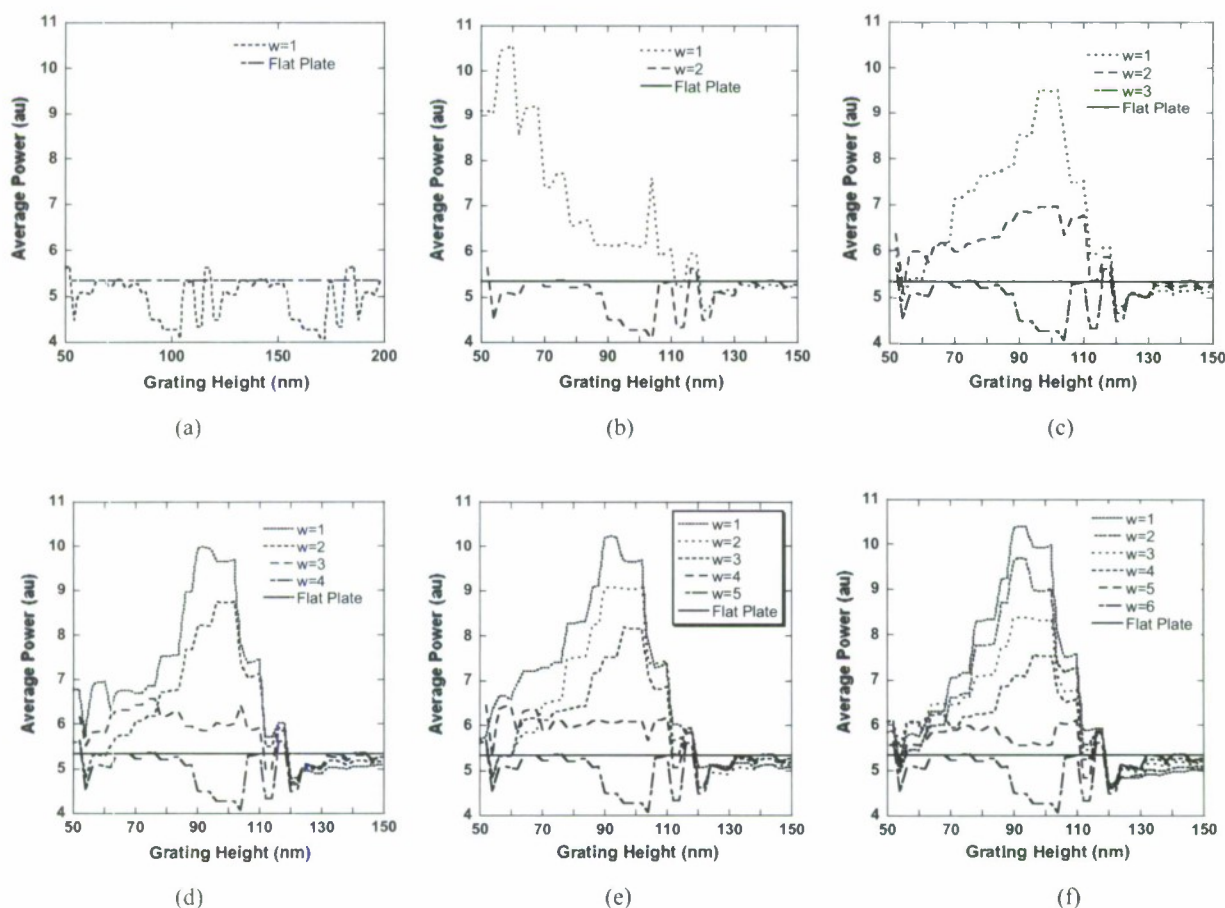 11
10
9
8
7
6
5
4
Average Power (au)
w=1
Flat Plate
50 100 150 200
Grating Height (nm)
(a)
11
10
9
8
7
6
5
4
Average Power (au)
w=1
w=2
Flat Plate
50 70 90 110 130 150
Grating Height (nm)
(b)
11
10
9
8
7
6
5
4
Average Power (au)
w=1
w=2
w=3
Flat Plate
50 70 90 110 130 150
Grating Height (nm)
(c)
11
10
9
8
7
6
5
4
Average Power (au)
w=1
w=2
w=3
w=4
Flat Plate
50 70 90 110 130 150
Grating Height (nm)
(d)
11
10
9
8
7
6
5
4
Average Power (au)
w=1
w=2
w=3
w=4
w=5
Flat Plate
50 70 90 110 130 150
Grating Height (nm)
(e)
11
10
9
8
7
6
5
4
Average Power (au)
w=1
w=2
w=3
w=4
w=5
w=6
Flat Plate
50 70 90 110 130 150
Grating Height (nm)
(f)